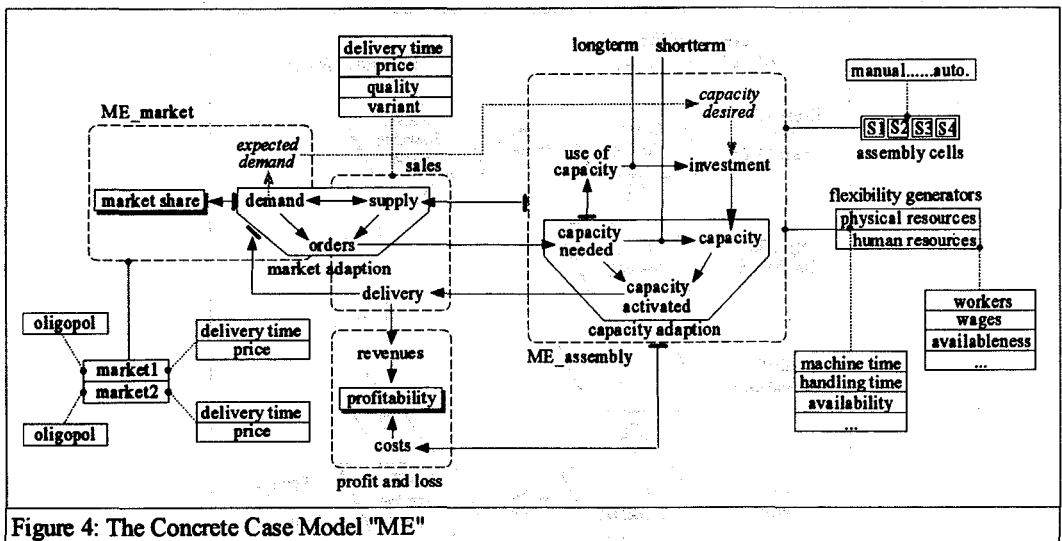 delivery time
price
quality
variant
longterm
shortterm
manual......auto.
S1 S2 S3 S4
assembly cells
ME_market
expected
demand
sales
market share
demand
supply
orders
market adaption
delivery
capacity
desired
use of
capacity
investment
capacity
needed
capacity
capacity
activated
capacity adaption
ME_assembly
flexibility generators
physical resources
human resources
workers
wages
availableness
...
machine time
handling time
availability
...
oligopol
market1
market2
oligopol
delivery time
price
delivery time
price
revenues
profitability
costs
profit and loss
Figure 4: The Concrete Case Model "ME"